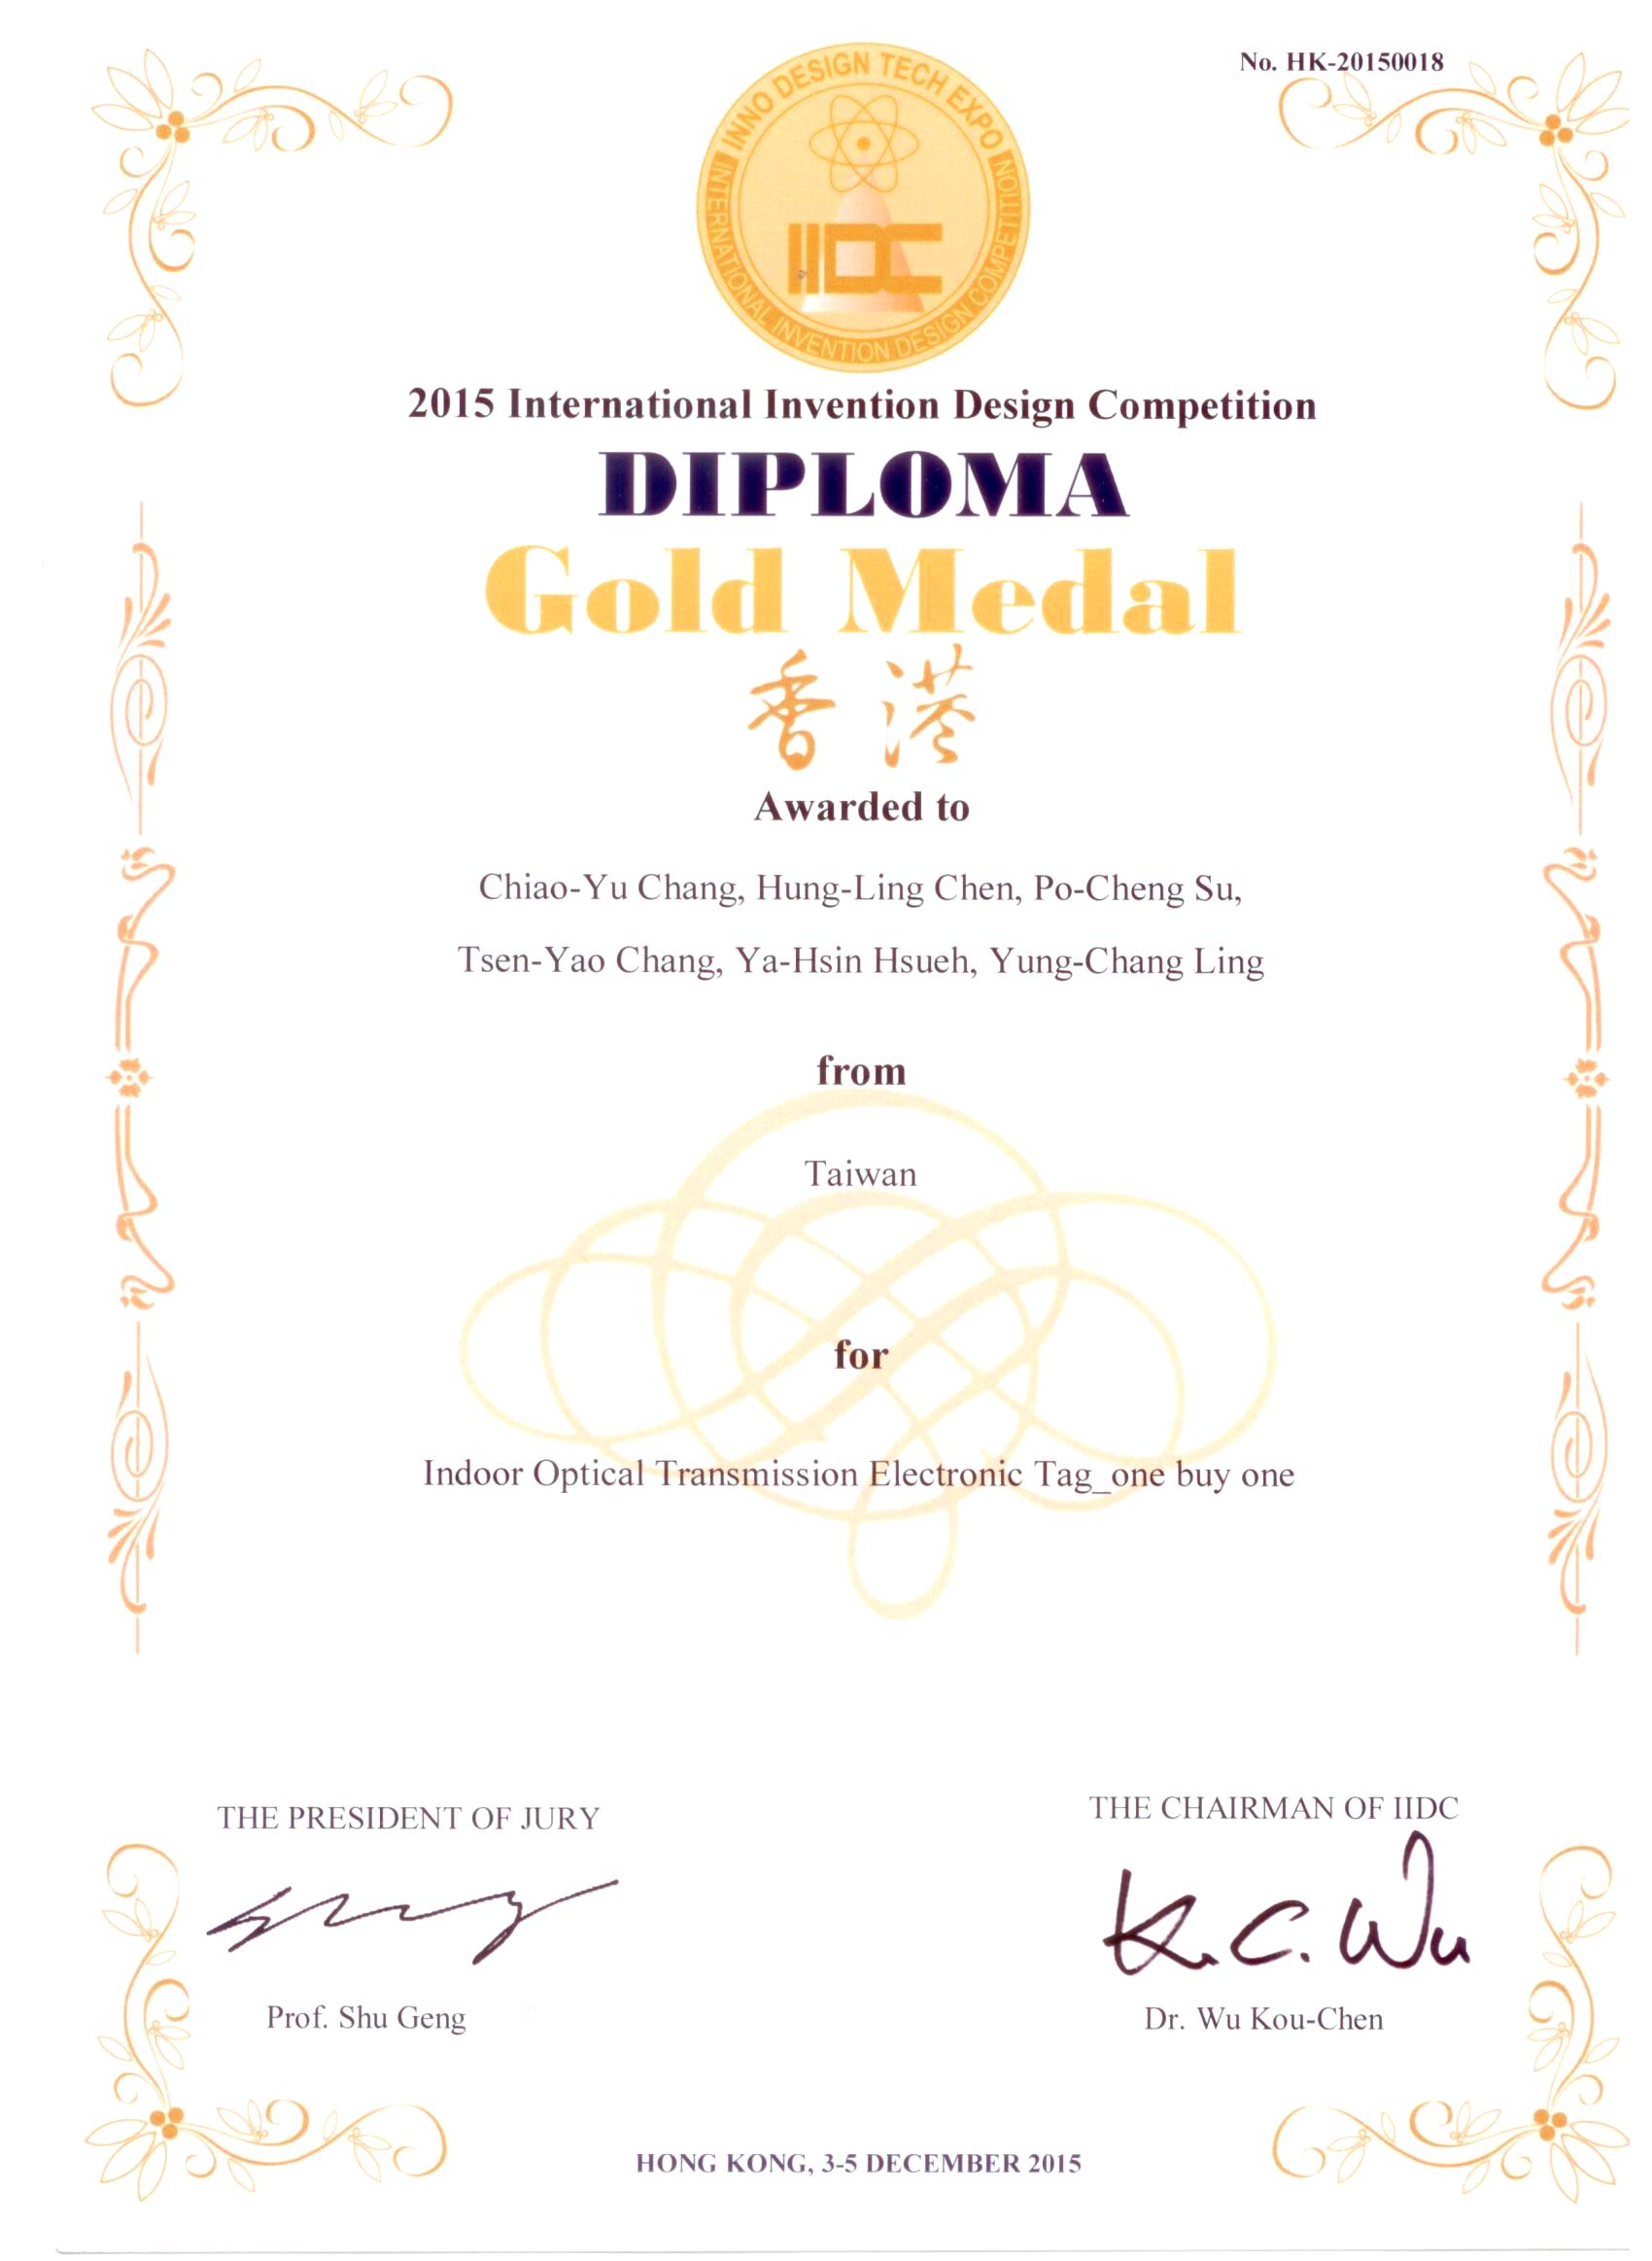 No. HK-20150018
INNO DESIGN TECH EXPO
INTERNATIONAL INVENTION DESIGN COMPETITION
IIDC
2015 International Invention Design Competition
DIPLOMA
Gold Medal
香港
Awarded to
Chiao-Yu Chang, Hung-Ling Chen, Po-Cheng Su,
Tsen-Yao Chang, Ya-Hsin Hsueh, Yung-Chang Ling
from
Taiwan
for
Indoor Optical Transmission Electronic Tag_one buy one
THE PRESIDENT OF JURY
THE CHAIRMAN OF IIDC
K.C. Wu
Prof. Shu Geng
Dr. Wu Kou-Chen
HONG KONG, 3-5 DECEMBER 2015